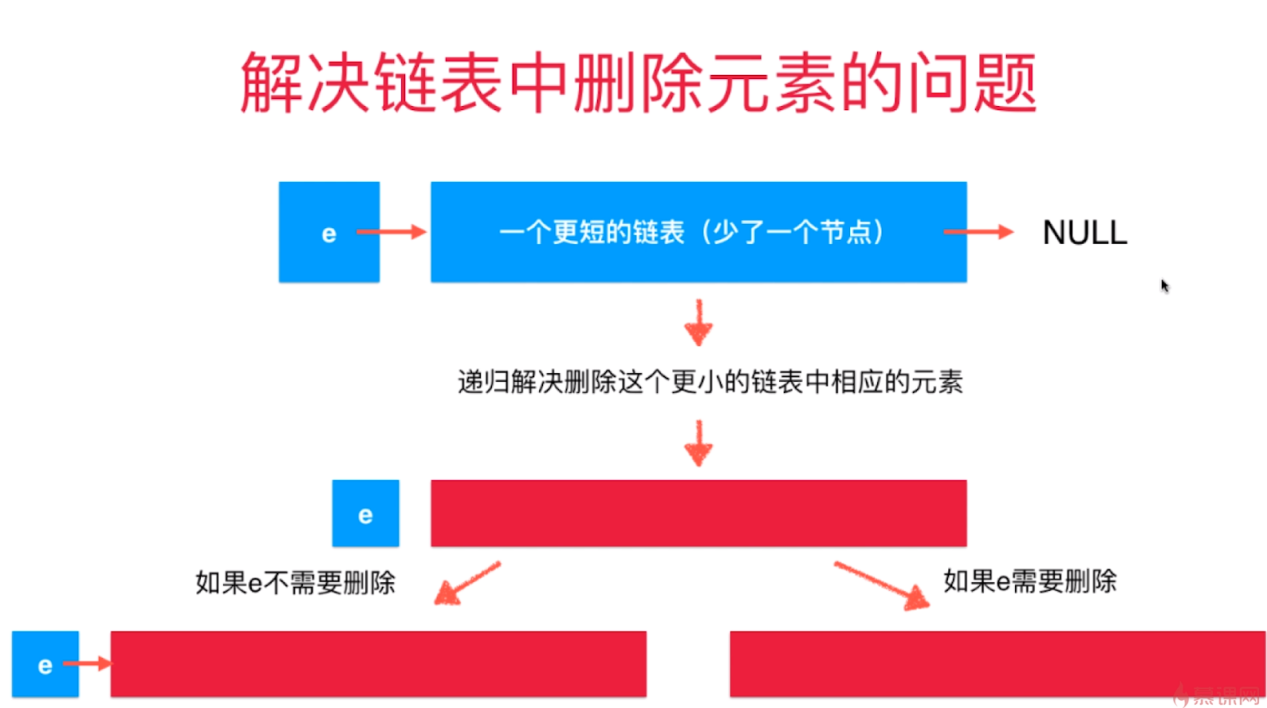 解决链表中删除元素的问题
e
一个更短的链表（少了一个节点）
NULL
递归解决删除这个更小的链表中相应的元素
e
如果e不需要删除
如果e需要删除
e
慕课网